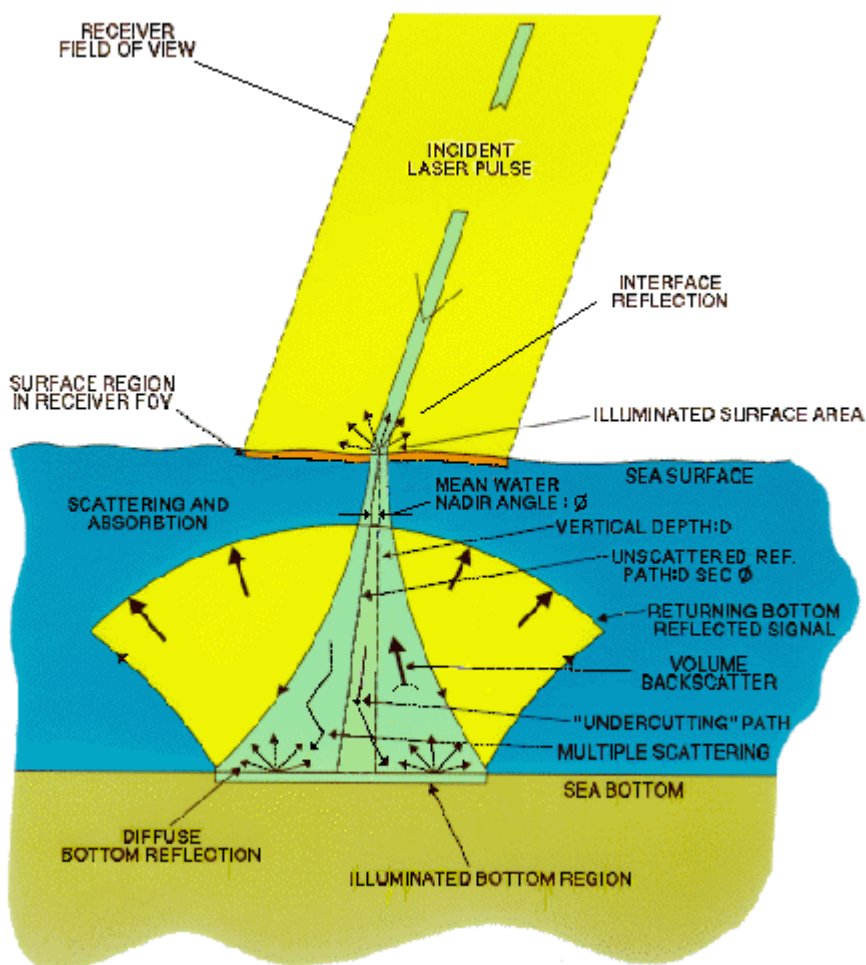 RECEIVER
FIELD OF VIEW
INCIDENT
LASER PULSE
INTERFACE
REFLECTION
SURFACE REGION
IN RECEIVER FOV
ILLUMINATED SURFACE AREA
SEA SURFACE
MEAN WATER
NADIR ANGLE : Ø
SCATTERING AND
ABSORBTION
VERTICAL DEPTH:D
UNSCATTERED REF.
PATH:D SEC Ø
RETURNING BOTTOM
REFLECTED SIGNAL
VOLUME
BACKSCATTER
"UNDERCUTTING" PATH
MULTIPLE SCATTERING
SEA BOTTOM
DIFFUSE
BOTTOM REFLECTION
ILLUMINATED BOTTOM REGION